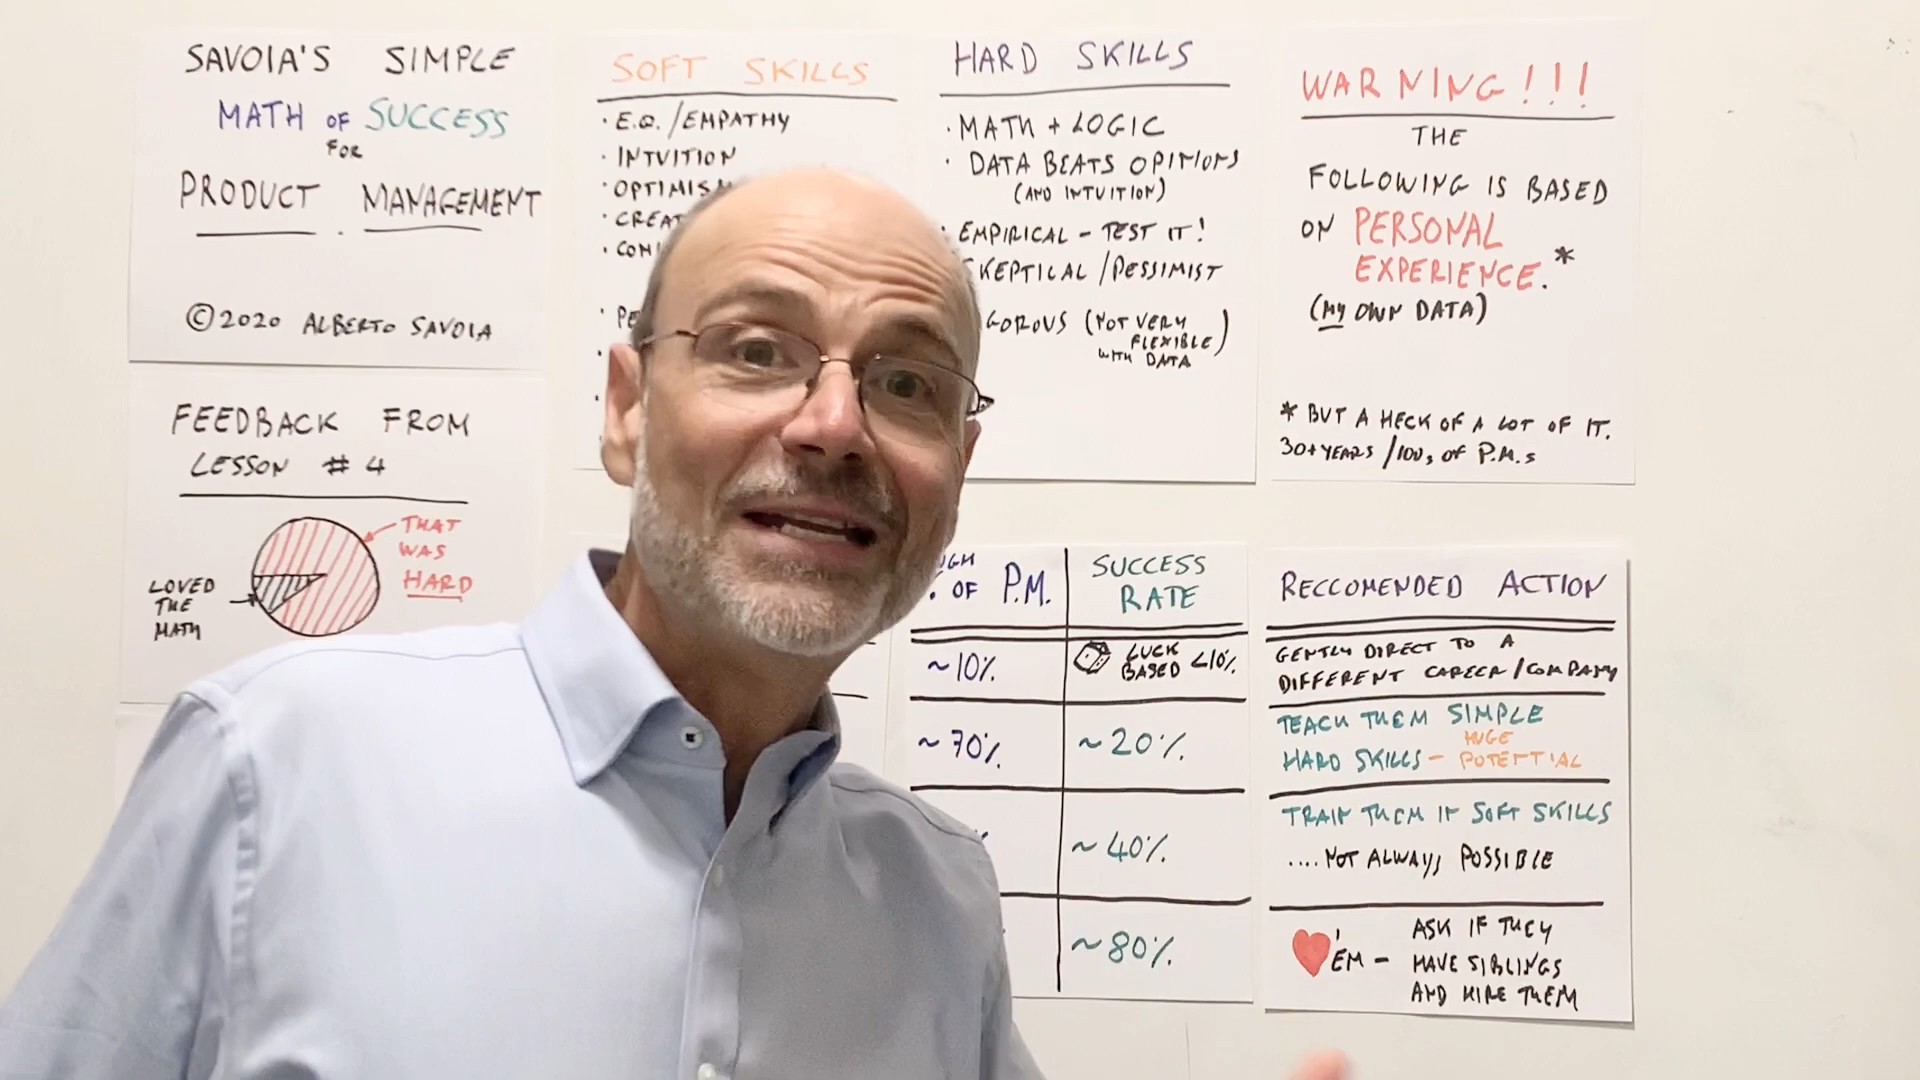 SAVOIA'S SIMPLE
MATH OF SUCCESS
FOR
PRODUCT MANAGEMENT
©2020 ALBERTO SAVOIA
FEEDBACK FROM
LESSON # 4
THAT
WAS
HARD
LOVED
THE
MATH
SOFT SKILLS
· E.Q. / EMPATHY
· INTUITION
· OPTIMISM
HARD SKILLS
· MATH + LOGIC
· DATA BEATS OPINIONS
(AND INTUITION)
· EMPIRICAL - TEST IT!
SKEPTICAL / PESSIMIST
(NOT VERY
FLEXIBLE)
WITH DATA
WARNING!!!
THE
FOLLOWING IS BASED
ON PERSONAL
EXPERIENCE.*
(MY OWN DATA)
* BUT A HECK OF A LOT OF IT.
30+YEARS /100s OF P.M.s
OF P.M.
SUCCESS
RATE
~10%
LUCK
BASED <10%
~70%
~20%
~40%
~80%
RECCOMENDED ACTION
GENTLY DIRECT TO A
DIFFERENT CAREER / COMPANY
TEACH THEM SIMPLE
HARD SKILLS - HUGE
POTENTIAL
TRAIN THEM IN SOFT SKILLS
.... NOT ALWAYS POSSIBLE
'EM - ASK IF THEY
HAVE SIBLINGS
AND HIRE THEM